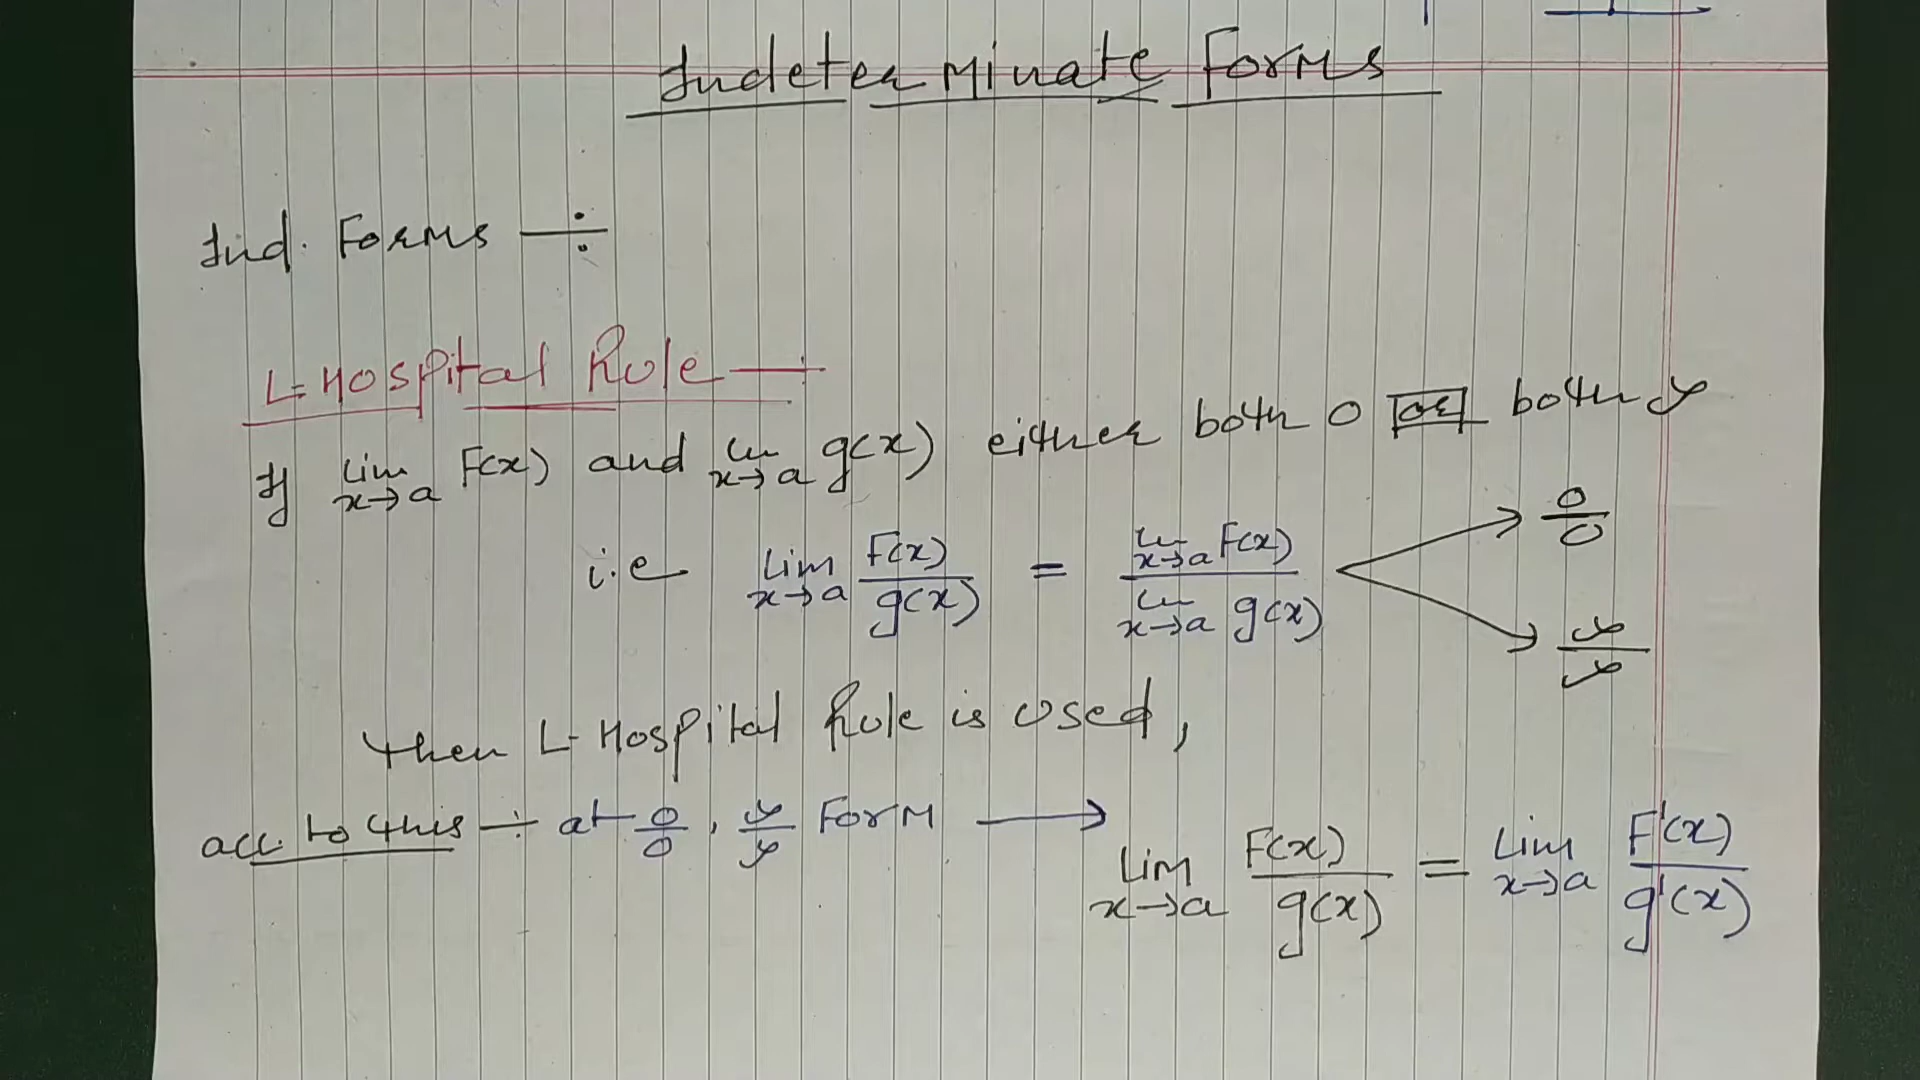 Indeterminate Forms
Ind. Forms ÷
L-Hospital Rule ÷
If lim x→a F(x) and lim x→a g(x) either both 0 or both ∞
i.e lim x→a F(x)/g(x) = lim x→a F(x) / lim x→a g(x) → 0/0 → ∞/∞
then L-Hospital Rule is used,
acc. to this ÷ at 0/0, ∞/∞ Form → lim x→a F(x)/g(x) = lim x→a F'(x)/g'(x)